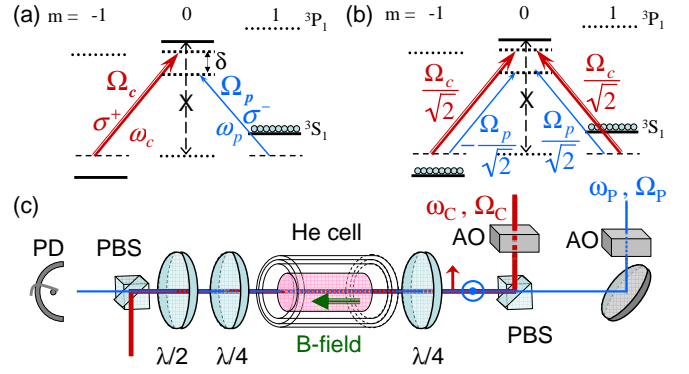 (a) m = -1 0 1 ³P₁
δ
Ω_c Ω_p
σ⁺ σ⁻
X
ω_c ω_p
³S₁
(b) m = -1 0 1 ³P₁
Ω_c/√2 Ω_c/√2
X
³S₁
-Ω_p/√2 Ω_p/√2
(c)
PD PBS He cell ω_C , Ω_C ω_P , Ω_P
AO AO
B-field PBS
λ/2 λ/4 λ/4